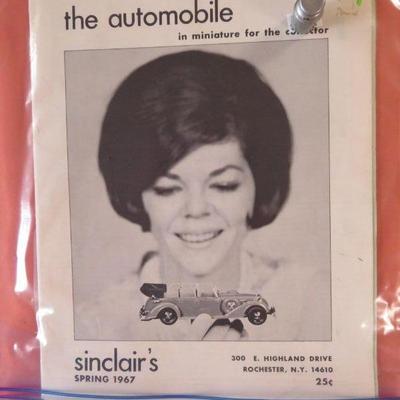 the automobile
in miniature for the collector
sinclair's
SPRING 1967
300 E. HIGHLAND DRIVE
ROCHESTER, N.Y. 14610
25¢